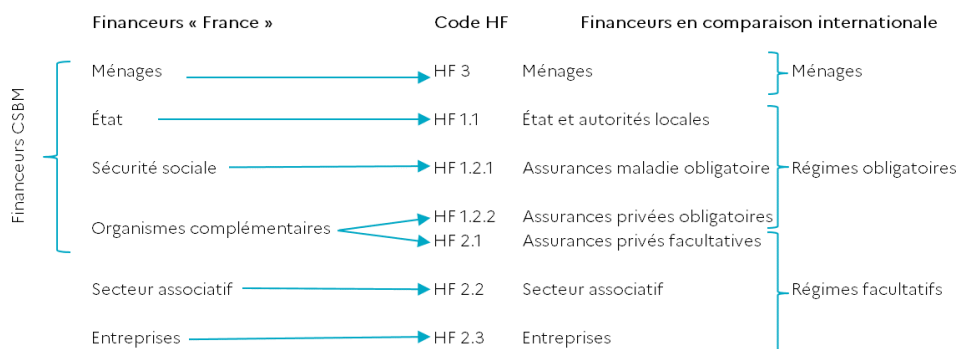 Financeurs « France » Code HF Financeurs en comparaison internationale
Financeurs CSBM
Ménages HF 3 Ménages Ménages
État HF 1.1 État et autorités locales
Sécurité sociale HF 1.2.1 Assurances maladie obligatoire Régimes obligatoires
HF 1.2.2 Assurances privées obligatoires
Organismes complémentaires
HF 2.1 Assurances privés facultatives
Secteur associatif HF 2.2 Secteur associatif Régimes facultatifs
Entreprises HF 2.3 Entreprises